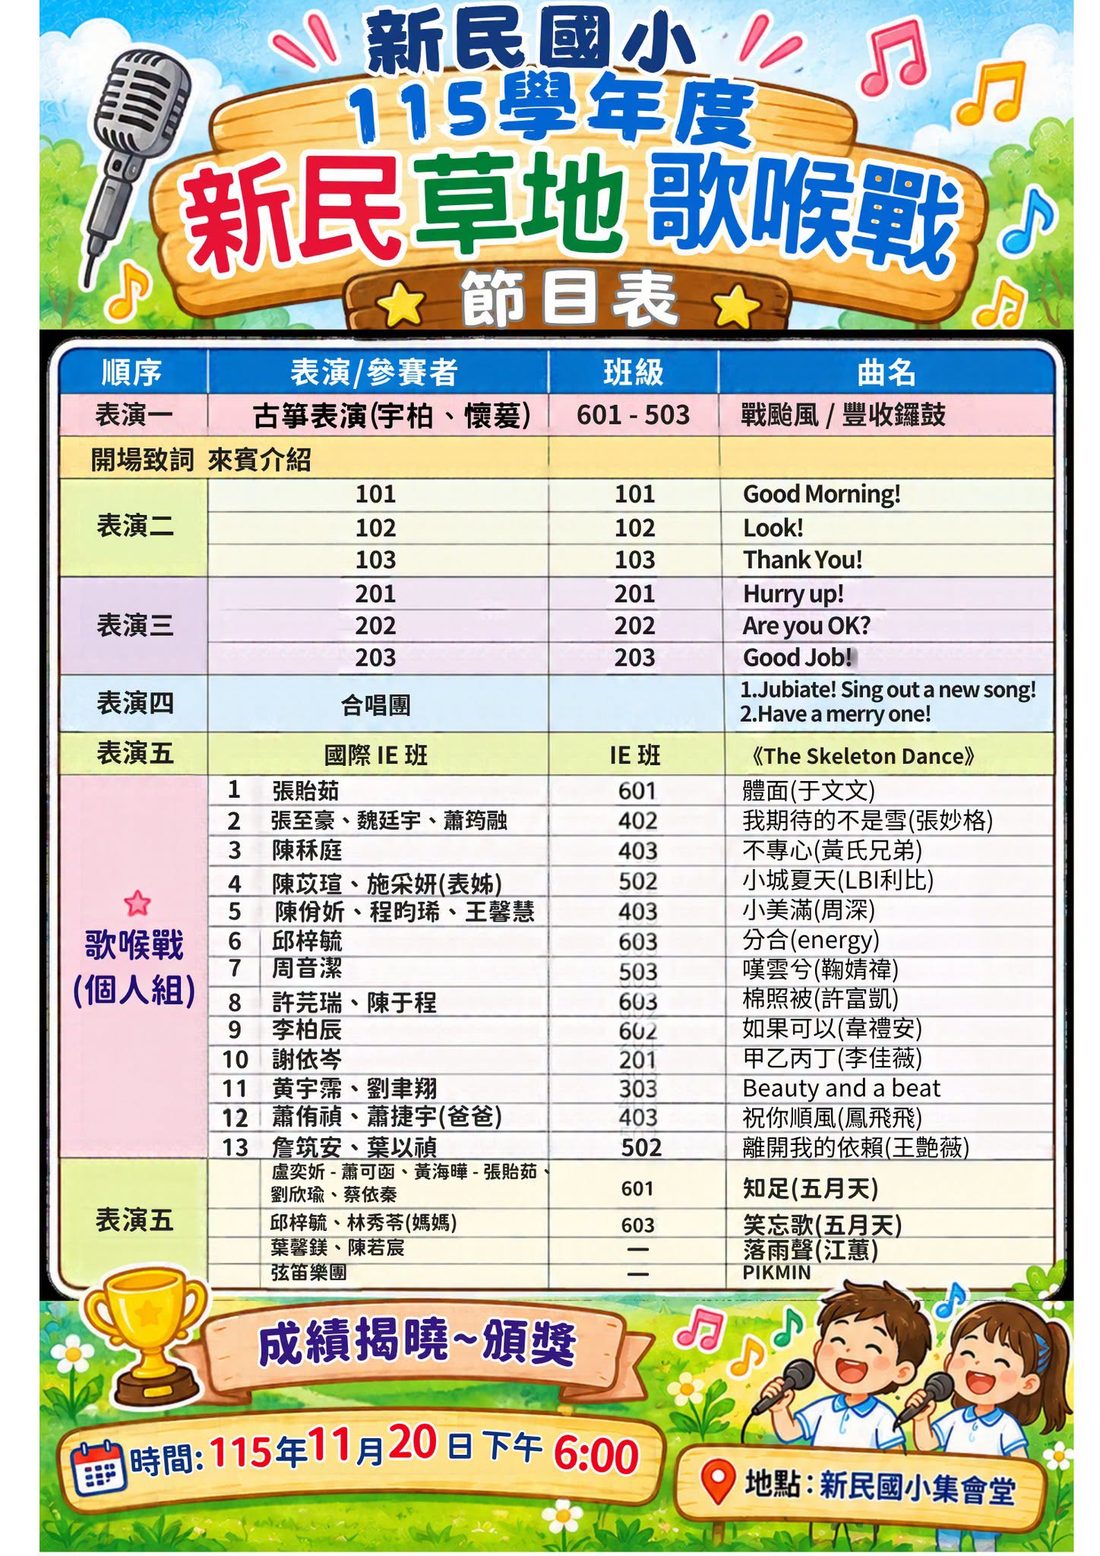 新民國小
115學年度
新民草地歌喉戰
節目表
順序 表演/參賽者 班級 曲名
表演一 古箏表演(宇柏、懷薆) 601 - 503 戰颱風 / 豐收鑼鼓
開場致詞 來賓介紹
表演二
101 101 Good Morning!
102 102 Look!
103 103 Thank You!
表演三
201 201 Hurry up!
202 202 Are you OK?
203 203 Good Job!
表演四 合唱團
1.Jubiate! Sing out a new song!
2.Have a merry one!
表演五 國際 IE 班 IE 班 《The Skeleton Dance》
歌喉戰
(個人組)
1 張貽茹 601 體面(于文文)
2 張至豪、魏廷宇、蕭筠融 402 我期待的不是雪(張妙格)
3 陳秝庭 403 不專心(黃氏兄弟)
4 陳苡瑄、施采妍(表姊) 502 小城夏天(LBI利比)
5 陳佾妡、程昀琋、王馨慧 403 小美滿(周深)
6 邱梓毓 603 分合(energy)
7 周音潔 503 嘆雲兮(鞠婧禕)
8 許芫瑞、陳于程 603 棉照被(許富凱)
9 李柏辰 602 如果可以(韋禮安)
10 謝依岑 201 甲乙丙丁(李佳薇)
11 黃宇霈、劉聿翔 303 Beauty and a beat
12 蕭侑禎、蕭捷宇(爸爸) 403 祝你順風(鳳飛飛)
13 詹筑安、葉以禎 502 離開我的依賴(王艷薇)
表演五
盧奕妡 - 蕭可函、黃海曄 - 張貽茹、
劉欣瑜、蔡依秦 601 知足(五月天)
邱梓毓、林秀苓(媽媽) 603 笑忘歌(五月天)
葉馨鎂、陳若宸 — 落雨聲(江蕙)
弦笛樂團 — PIKMIN
成績揭曉~頒獎
時間:115年11月20日下午 6:00
地點:新民國小集會堂